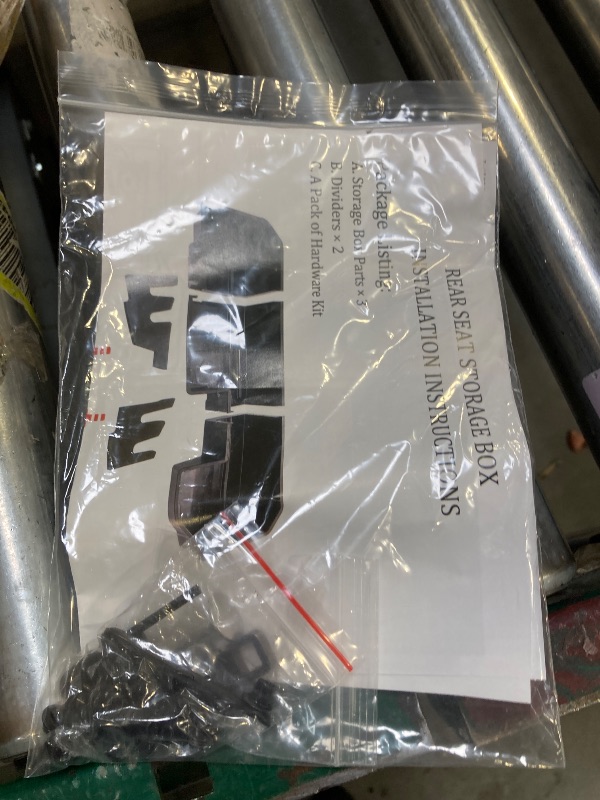 REAR SEAT STORAGE BOX
INSTALLATION INSTRUCTIONS
Package Listing:
A. Storage Box Parts × 3
B. Dividers × 2
C. A Pack of Hardware Kit